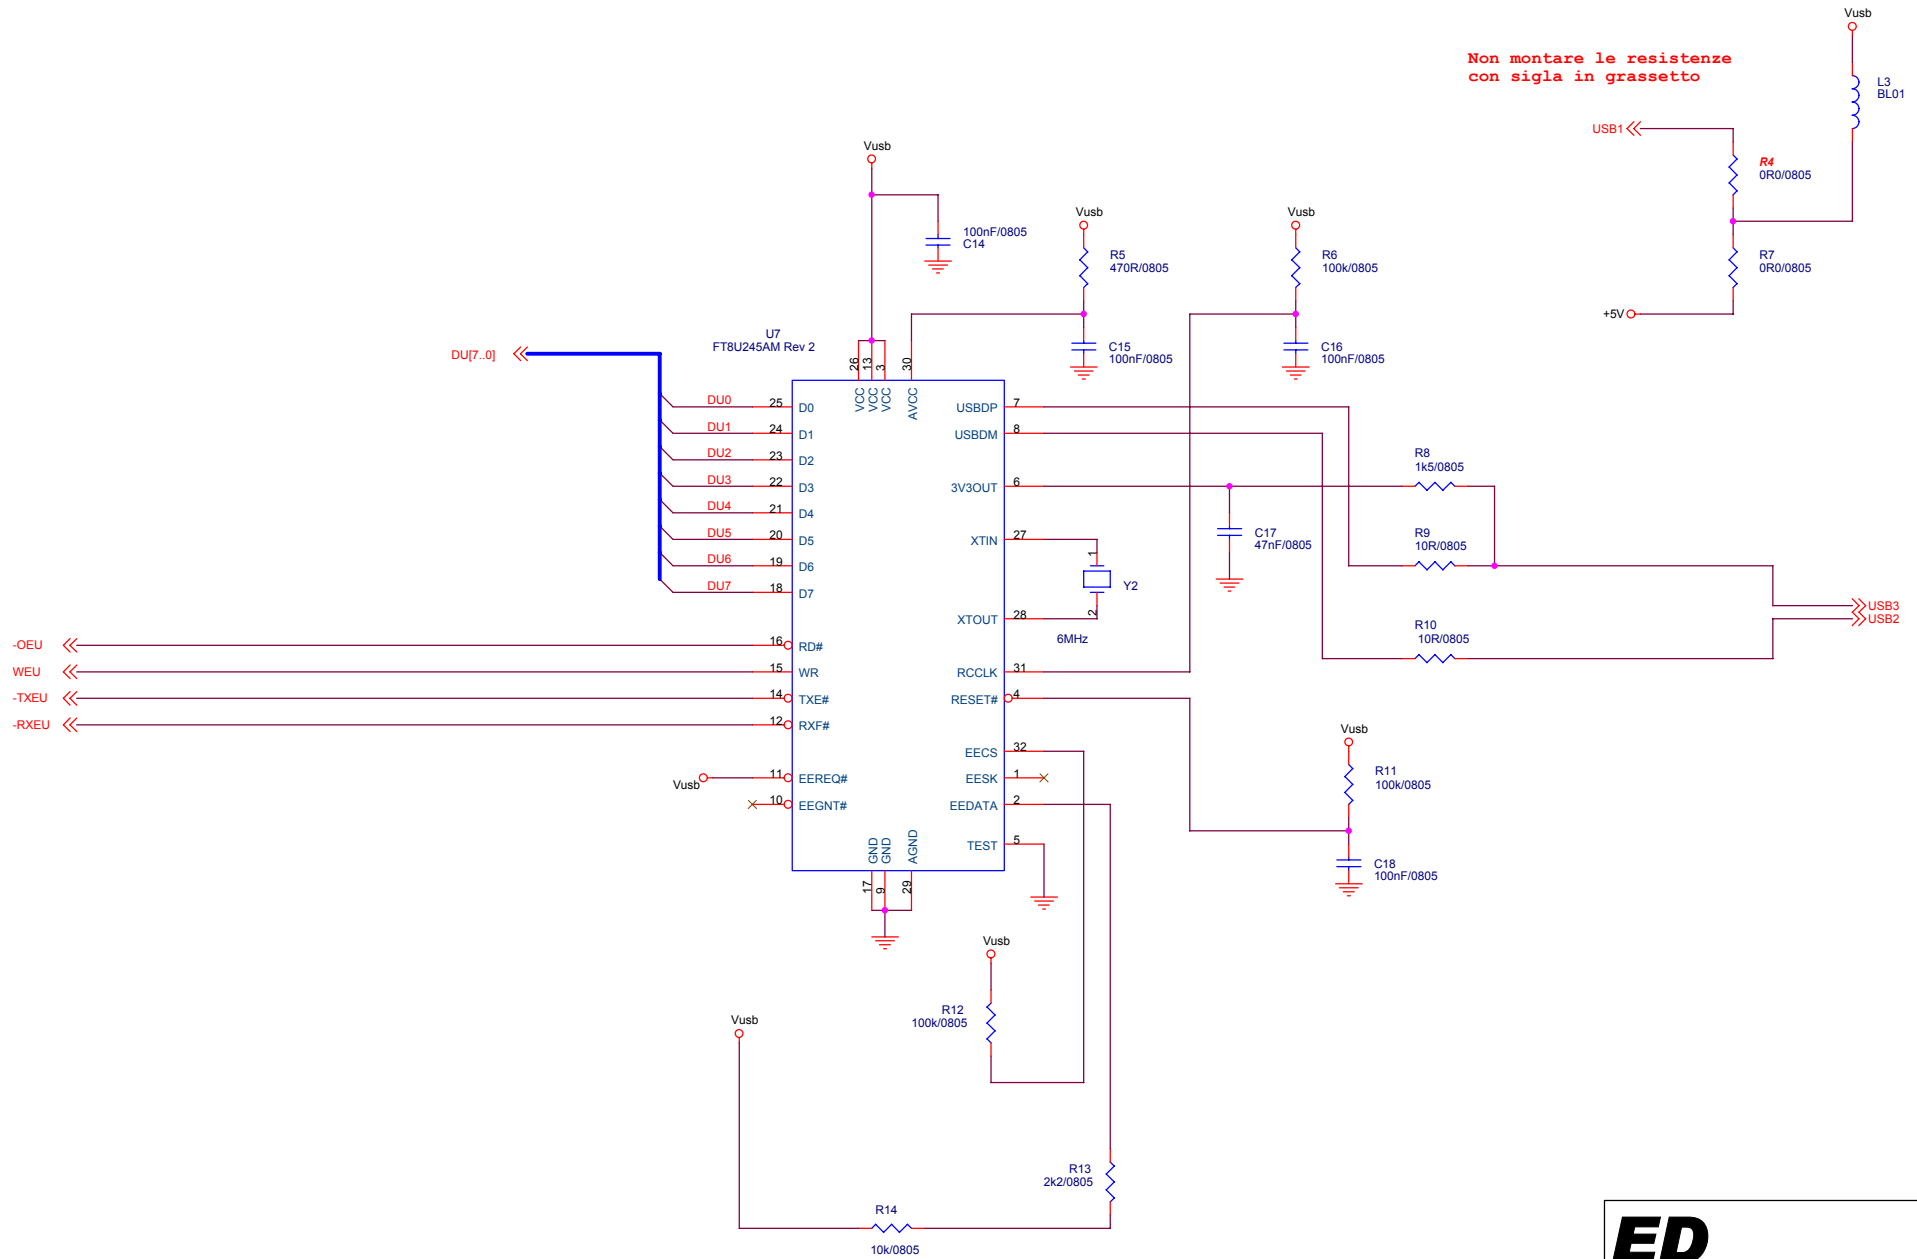 Vusb
Non montare le resistenze
con sigla in grassetto
L3
BL01
USB1
R4
0R0/0805
R7
0R0/0805
+5V
Vusb
100nF/0805
C14
Vusb
R5
470R/0805
C15
100nF/0805
Vusb
R6
100k/0805
C16
100nF/0805
U7
FT8U245AM Rev 2
DU[7..0]
26
13
3
30
VCC
VCC
VCC
AVCC
DU0
25
D0
DU1
24
D1
DU2
23
D2
DU3
22
D3
DU4
21
D4
DU5
20
D5
DU6
19
D6
DU7
18
D7
USBDP
7
USBDM
8
3V3OUT
6
XTIN
27
XTOUT
28
RCCLK
31
RESET#
4
EECS
32
EESK
1
EEDATA
2
TEST
5
R8
1k5/0805
C17
47nF/0805
R9
10R/0805
1
Y2
2
6MHz
R10
10R/0805
USB3
USB2
-OEU
16
RD#
WEU
15
WR
-TXEU
14
TXE#
-RXEU
12
RXF#
Vusb
11
EEREQ#
10
EEGNT#
GND
GND
AGND
17
9
29
Vusb
R11
100k/0805
C18
100nF/0805
Vusb
R12
100k/0805
Vusb
R13
2k2/0805
R14
10k/0805
ED